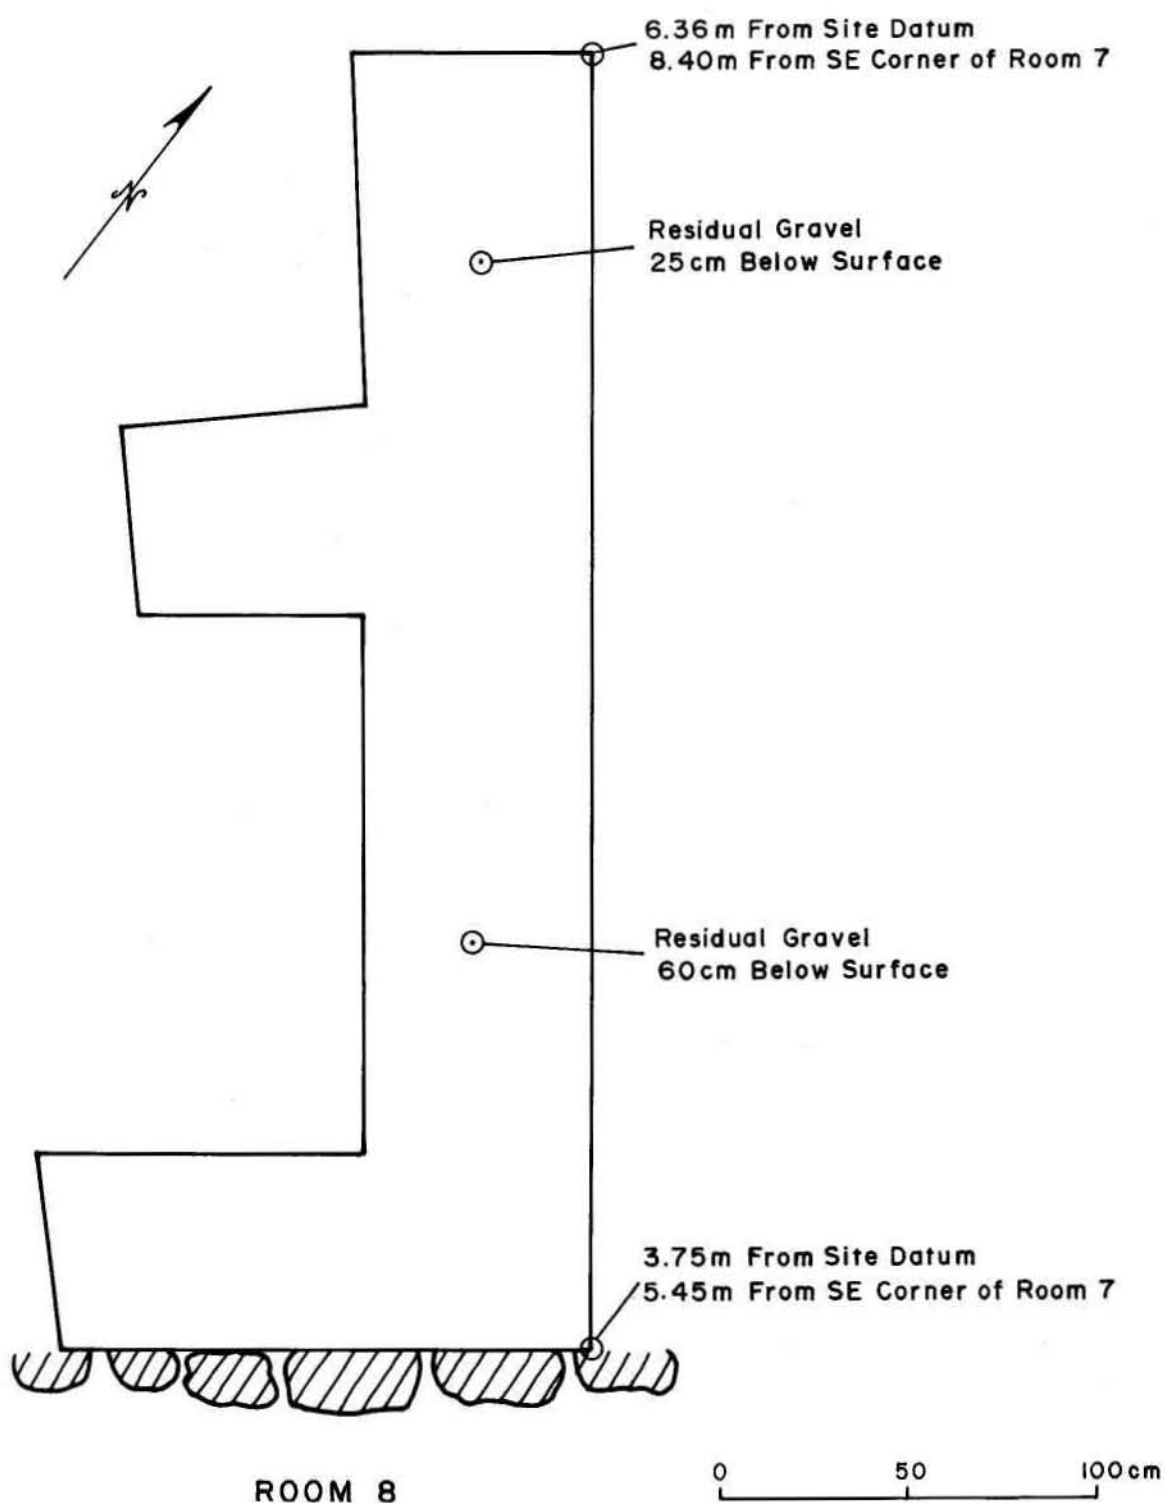 6.36m From Site Datum
8.40m From SE Corner of Room 7
N
Residual Gravel
25cm Below Surface
Residual Gravel
60cm Below Surface
3.75m From Site Datum
5.45m From SE Corner of Room 7
ROOM 8
0 50 100cm